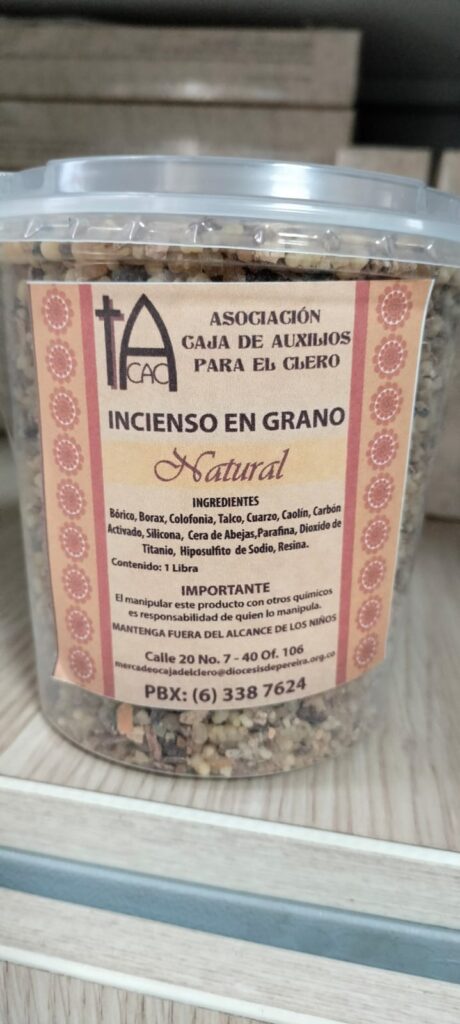 ASOCIACIÓN
CAJA DE AUXILIOS
PARA EL CLERO
CAC
INCIENSO EN GRANO
Natural
INGREDIENTES
Bórico, Borax, Colofonia, Talco, Cuarzo, Caolín, Carbón
Activado, Silicona, Cera de Abejas,Parafina, Dioxido de
Titanio, Hiposulfito de Sodio, Resina.
Contenido: 1 Libra
IMPORTANTE
El manipular este producto con otros químicos
es responsabilidad de quien lo manipula.
MANTENGA FUERA DEL ALCANCE DE LOS NIÑOS
Calle 20 No. 7 - 40 Of. 106
mercadeocajadelclero@diocesisdepereira.org.co
PBX: (6) 338 7624